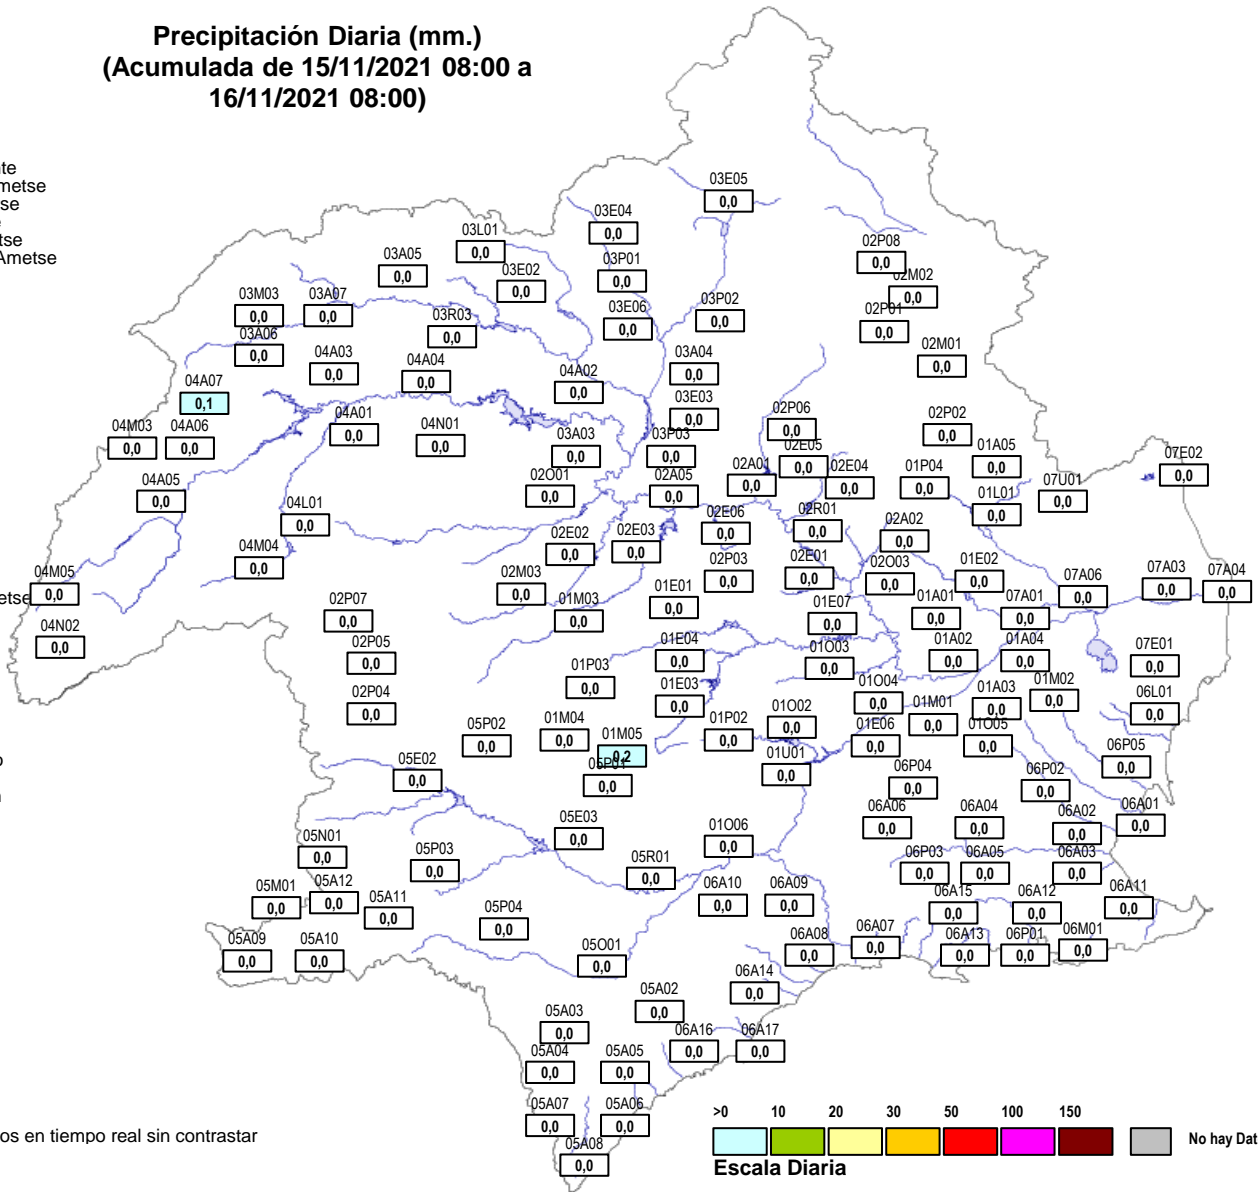 Precipitación Diaria (mm.)
(Acumulada de 15/11/2021 08:00 a
16/11/2021 08:00)
te
metse
se
e
tse
Ametse
03E05
0,0
03E04
0,0
03L01
0,0
03A05
0,0
03E02
0,0
03P01
0,0
02P08
0,0
02M02
0,0
03M03
0,0
03A07
0,0
03R03
0,0
03E06
0,0
03P02
0,0
02P01
0,0
03A06
0,0
04A03
0,0
04A04
0,0
04A02
0,0
03A04
0,0
02M01
0,0
04A07
0,1
03E03
0,0
04M03
0,0
04A06
0,0
04A01
0,0
04N01
0,0
03A03
0,0
03P03
0,0
02P06
0,0
02E05
0,0
02P02
0,0
01A05
0,0
07E02
0,0
04A05
0,0
02O01
0,0
02A05
0,0
02A01
0,0
02E04
0,0
01P04
0,0
01L01
0,0
07U01
0,0
04L01
0,0
02E02
0,0
02E03
0,0
02E06
0,0
02R01
0,0
02A02
0,0
04M04
0,0
04M05
0,0
etse
02M03
0,0
01M03
0,0
01E01
0,0
02P03
0,0
02E01
0,0
02O03
0,0
01E02
0,0
07A06
0,0
07A03
0,0
07A04
0,0
04N02
0,0
02P07
0,0
01E07
0,0
01A01
0,0
07A01
0,0
02P05
0,0
01E04
0,0
01O03
0,0
01A02
0,0
01A04
0,0
07E01
0,0
02P04
0,0
01P03
0,0
01E03
0,0
01O04
0,0
01M01
0,0
01A03
0,0
01M02
0,0
06L01
0,0
05P02
0,0
01M04
0,0
01M05
0,2
01P02
0,0
01O02
0,0
01E06
0,0
01O05
0,0
06P05
0,0
05E02
0,0
05P01
0,0
01U01
0,0
06P04
0,0
06P02
0,0
05E03
0,0
01O06
0,0
06A06
0,0
06A04
0,0
06A02
0,0
06A01
0,0
05N01
0,0
05P03
0,0
05R01
0,0
06P03
0,0
06A05
0,0
06A03
0,0
05M01
0,0
05A12
0,0
05A11
0,0
06A10
0,0
06A09
0,0
06A15
0,0
06A12
0,0
06A11
0,0
05A09
0,0
05A10
0,0
05P04
0,0
05O01
0,0
06A08
0,0
06A07
0,0
06A13
0,0
06P01
0,0
06M01
0,0
06A14
0,0
05A02
0,0
05A03
0,0
06A16
0,0
06A17
0,0
05A04
0,0
05A05
0,0
05A07
0,0
05A06
0,0
05A08
0,0
os en tiempo real sin contrastar
>0 10 20 30 50 100 150
No hay Dat
Escala Diaria